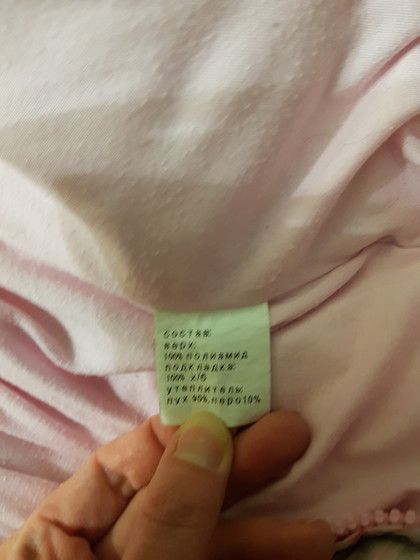 состав:
верх:
100% полиамид
подкладка:
100% х/б
утеплитель:
пух 90%, перо10%